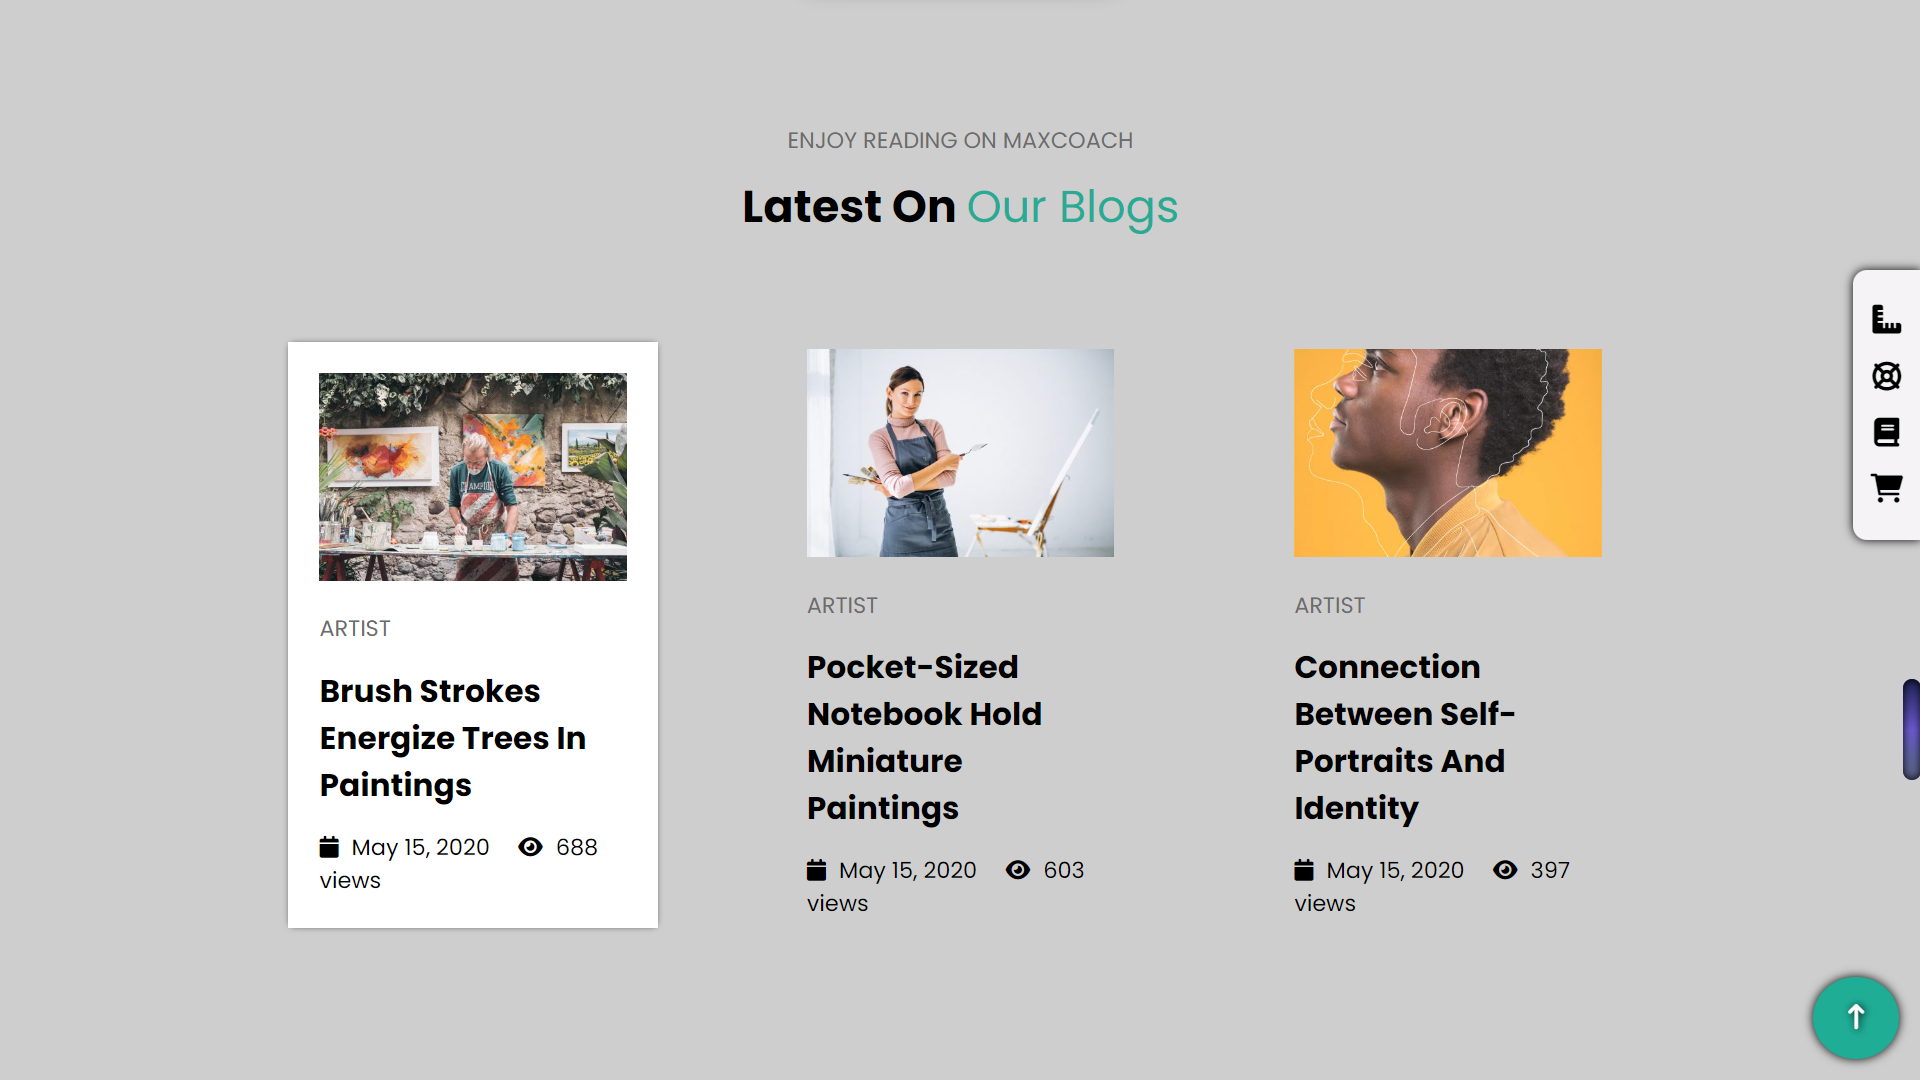 ENJOY READING ON MAXCOACH
Latest On Our Blogs
CHAMPION
ARTIST
Brush Strokes
Energize Trees In
Paintings
May 15, 2020 688
views
ARTIST
Pocket-Sized
Notebook Hold
Miniature
Paintings
May 15, 2020 603
views
ARTIST
Connection
Between Self-
Portraits And
Identity
May 15, 2020 397
views